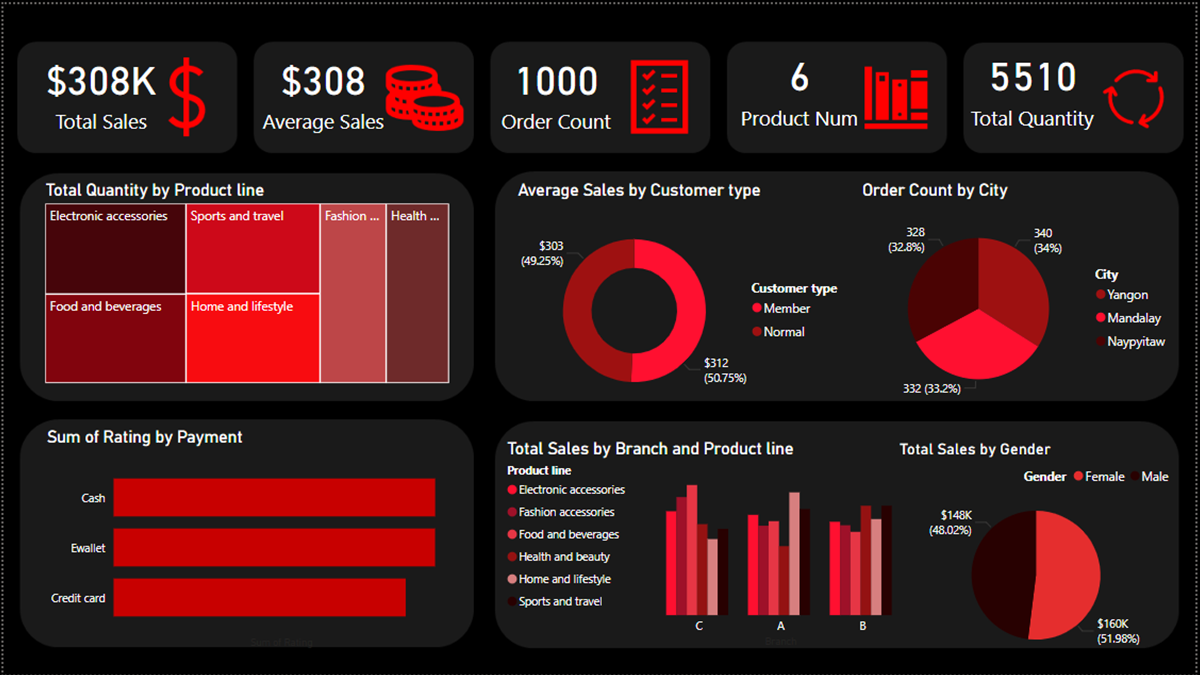 $308K
Total Sales
$308
Average Sales
1000
Order Count
6
Product Num
5510
Total Quantity
Total Quantity by Product line
Electronic accessories
Sports and travel
Fashion ...
Health ...
Food and beverages
Home and lifestyle
Average Sales by Customer type
$303
(49.25%)
$312
(50.75%)
Customer type
Member
Normal
Order Count by City
328
(32.8%)
340
(34%)
332 (33.2%)
City
Yangon
Mandalay
Naypyitaw
Sum of Rating by Payment
Cash
Ewallet
Credit card
Sum of Rating
Total Sales by Branch and Product line
Product line
Electronic accessories
Fashion accessories
Food and beverages
Health and beauty
Home and lifestyle
Sports and travel
C
A
B
Branch
Total Sales by Gender
Gender Female Male
$148K
(48.02%)
$160K
(51.98%)